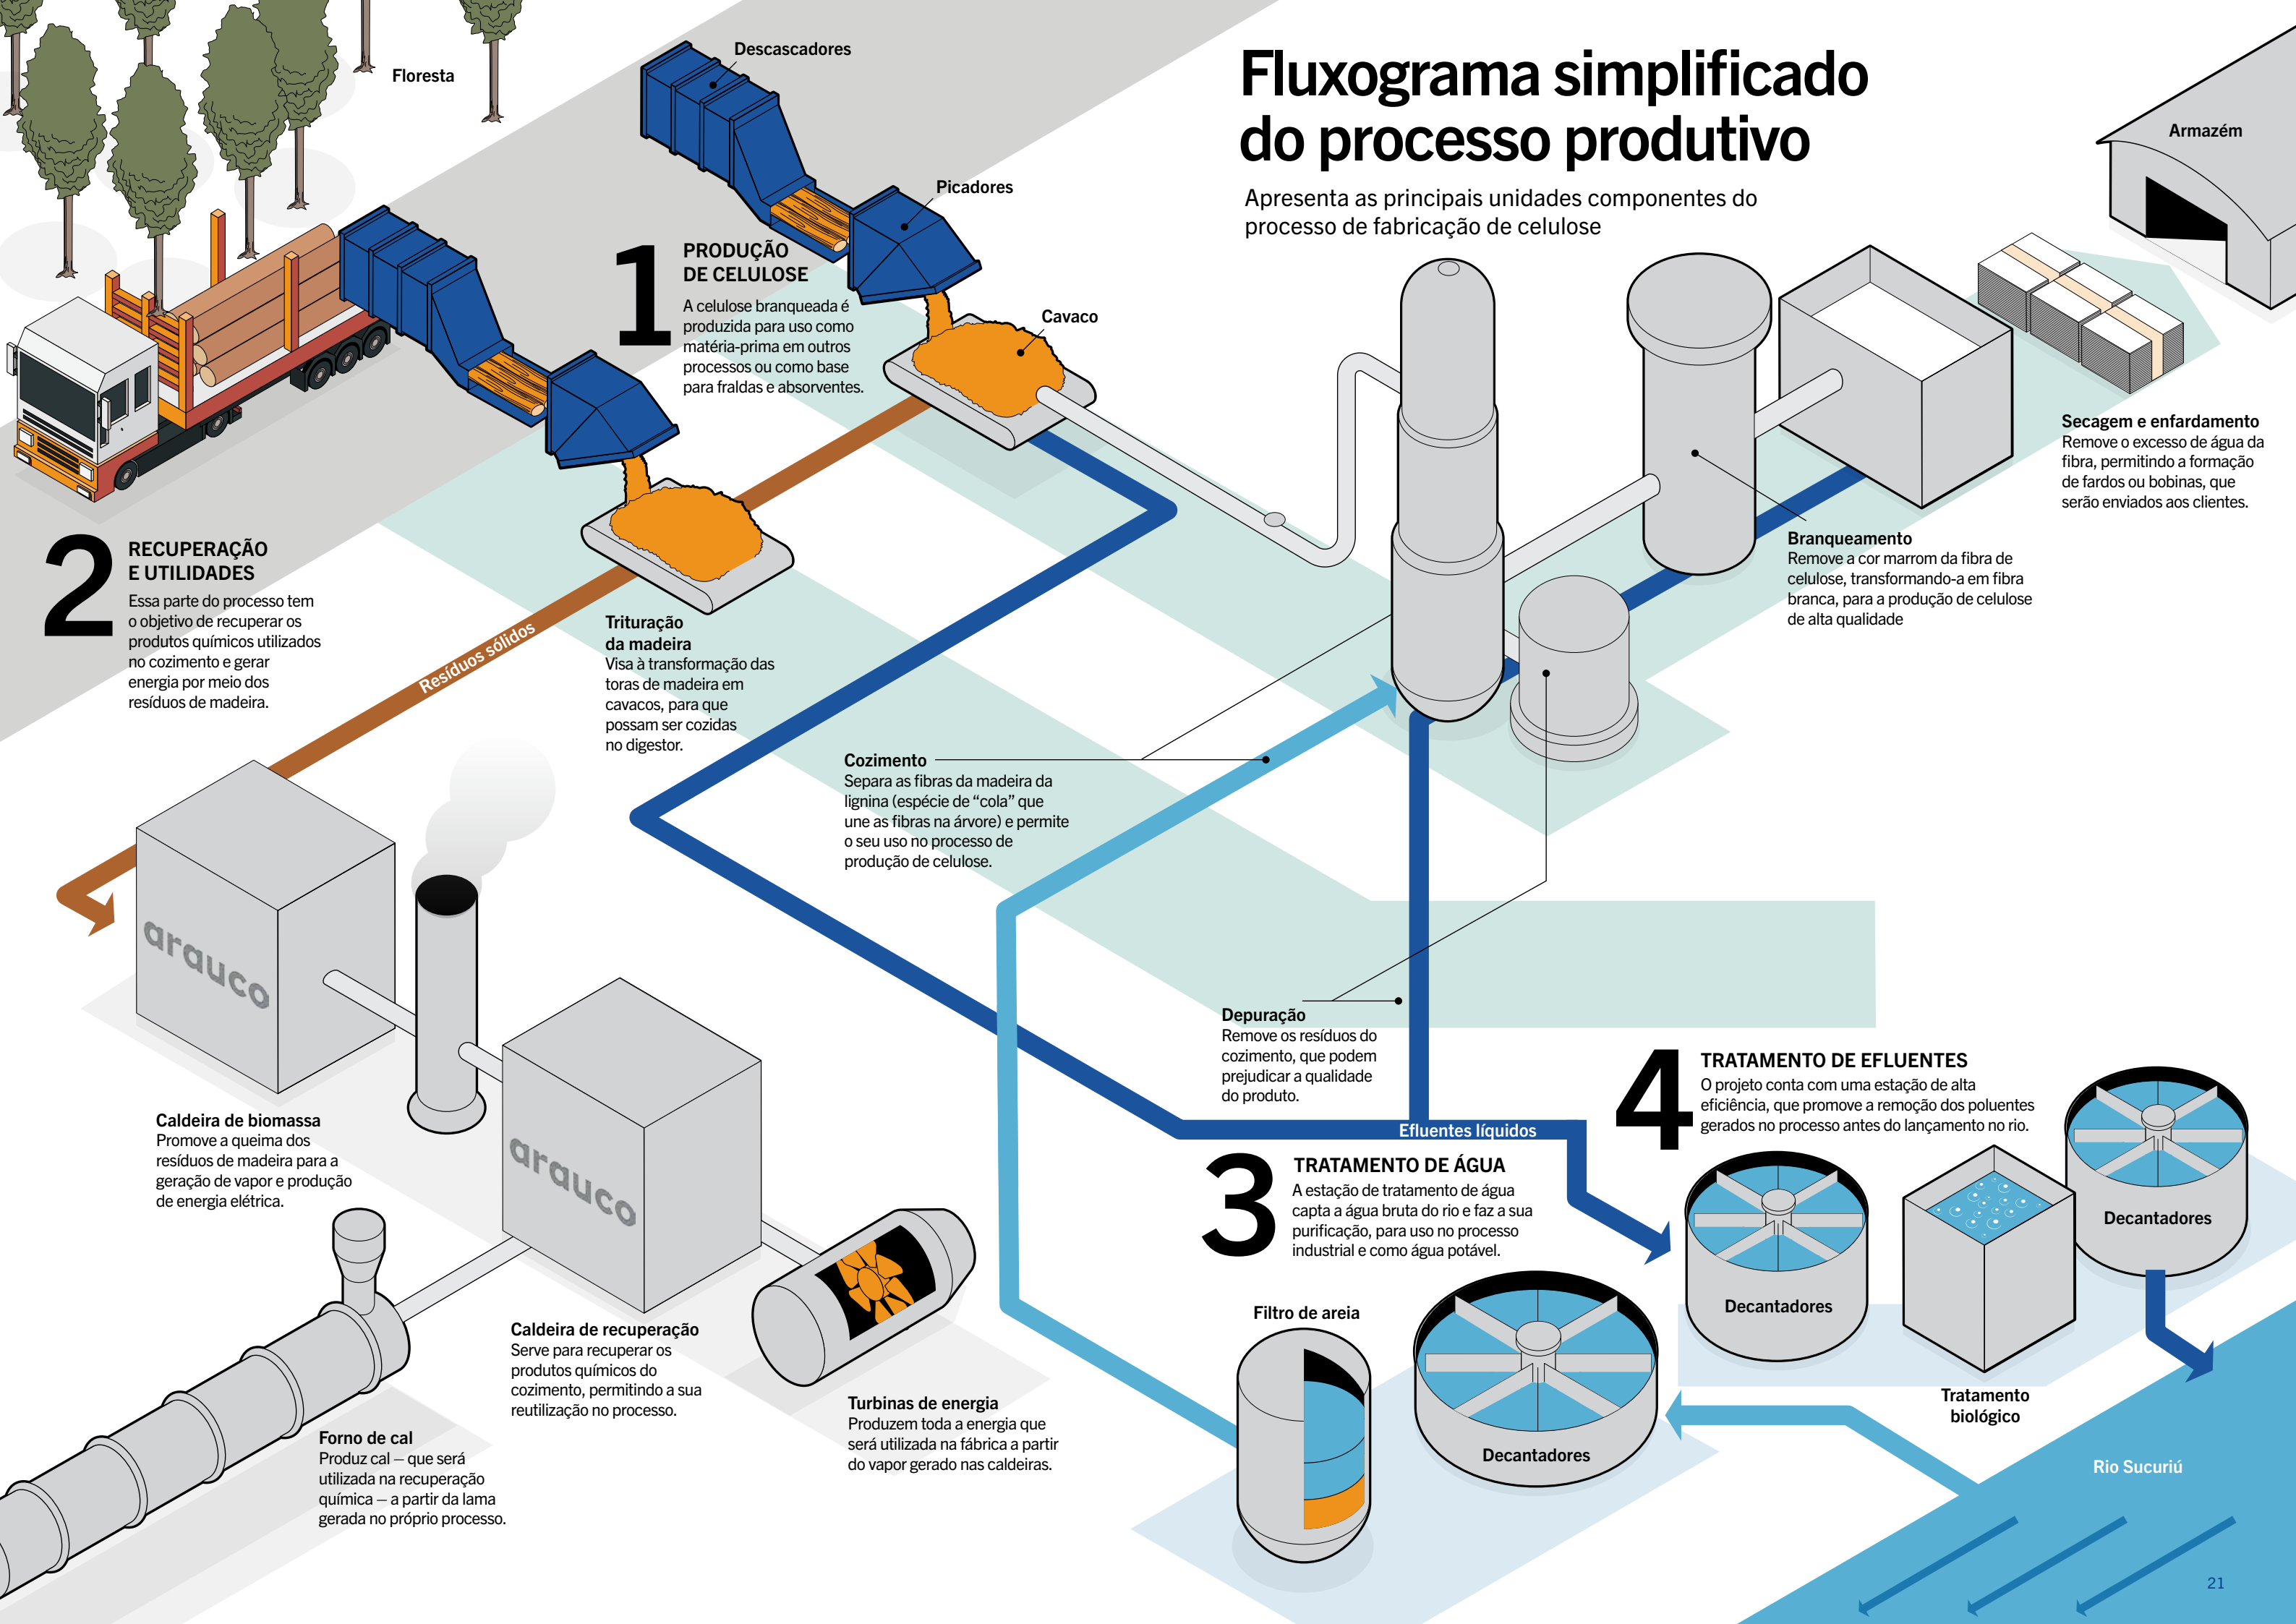 Fluxograma simplificado
do processo produtivo
Apresenta as principais unidades componentes do
processo de fabricação de celulose
Floresta
Descascadores
Picadores
Cavaco
Armazém
1
PRODUÇÃO
DE CELULOSE
A celulose branqueada é
produzida para uso como
matéria-prima em outros
processos ou como base
para fraldas e absorventes.
Secagem e enfardamento
Remove o excesso de água da
fibra, permitindo a formação
de fardos ou bobinas, que
serão enviados aos clientes.
Branqueamento
Remove a cor marrom da fibra de
celulose, transformando-a em fibra
branca, para a produção de celulose
de alta qualidade
2
RECUPERAÇÃO
E UTILIDADES
Essa parte do processo tem
o objetivo de recuperar os
produtos químicos utilizados
no cozimento e gerar
energia por meio dos
resíduos de madeira.
Resíduos sólidos
Trituração
da madeira
Visa à transformação das
toras de madeira em
cavacos, para que
possam ser cozidas
no digestor.
Cozimento
Separa as fibras da madeira da
lignina (espécie de “cola” que
une as fibras na árvore) e permite
o seu uso no processo de
produção de celulose.
arauco
Depuração
Remove os resíduos do
cozimento, que podem
prejudicar a qualidade
do produto.
Caldeira de biomassa
Promove a queima dos
resíduos de madeira para a
geração de vapor e produção
de energia elétrica.
arauco
Efluentes líquidos
4
TRATAMENTO DE EFLUENTES
O projeto conta com uma estação de alta
eficiência, que promove a remoção dos poluentes
gerados no processo antes do lançamento no rio.
3
TRATAMENTO DE ÁGUA
A estação de tratamento de água
capta a água bruta do rio e faz a sua
purificação, para uso no processo
industrial e como água potável.
Decantadores
Decantadores
Filtro de areia
Caldeira de recuperação
Serve para recuperar os
produtos químicos do
cozimento, permitindo a sua
reutilização no processo.
Turbinas de energia
Produzem toda a energia que
será utilizada na fábrica a partir
do vapor gerado nas caldeiras.
Tratamento
biológico
Forno de cal
Produz cal – que será
utilizada na recuperação
química – a partir da lama
gerada no próprio processo.
Decantadores
Rio Sucuriú
21